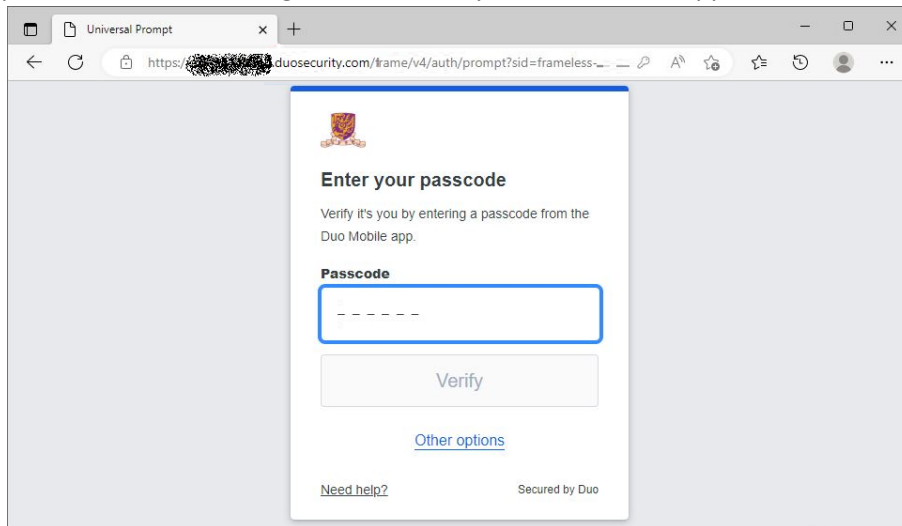 Universal Prompt
https:/ .duosecurity.com/frame/v4/auth/prompt?sid=frameless-
Enter your passcode
Verify it's you by entering a passcode from the
Duo Mobile app.
Passcode
Verify
Other options
Need help? Secured by Duo